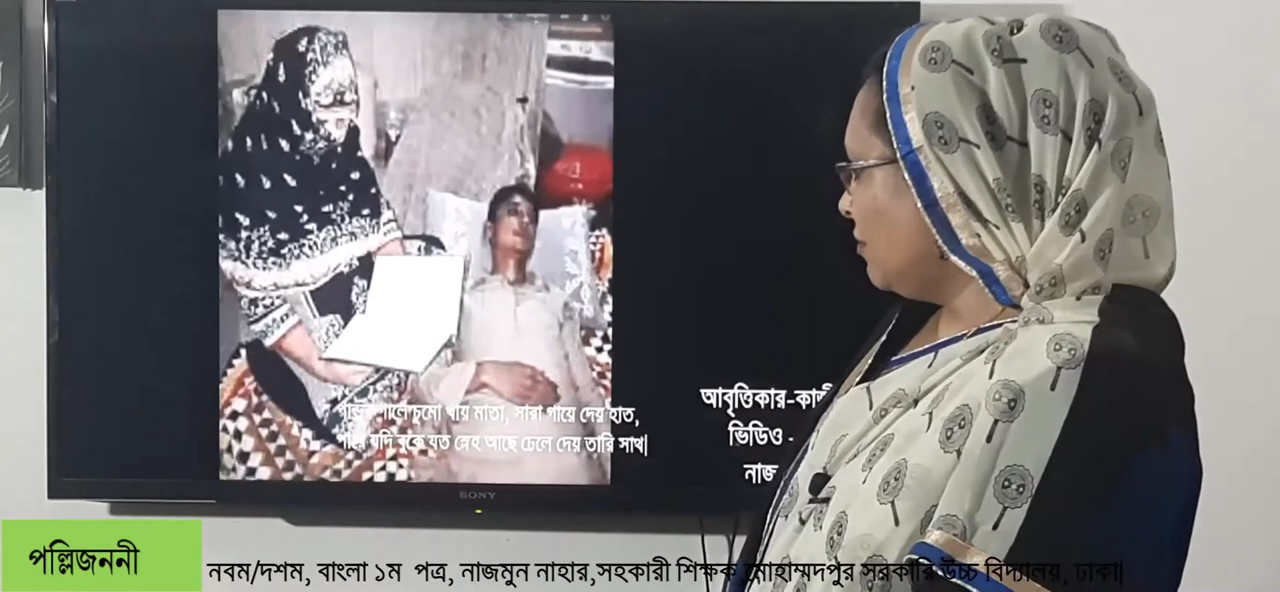 পান্ডুর গালে চুমো খায় মাতা, সারা গায়ে দেয় হাত,
পারে যদি বুকে যত স্নেহ আছে ঢেলে দেয় তারি সাথ|
আবৃত্তিকার-
ভিডিও -
নাজ
SONY
পল্লিজননী
নবম/দশম, বাংলা ১ম পত্র, নাজমুন নাহার,সহকারী শিক্ষক মোহাম্মদপুর সরকারি উচ্চ বিদ্যালয়, ঢাকা|